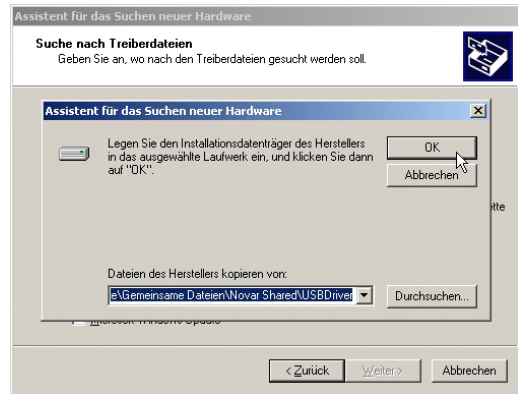 Assistent für das Suchen neuer Hardware
Suche nach Treiberdateien
Geben Sie an, wo nach den Treiberdateien gesucht werden soll.
Assistent für das Suchen neuer Hardware
Legen Sie den Installationsdatenträger des Herstellers
in das ausgewählte Laufwerk ein, und klicken Sie dann
auf "OK".
OK
Abbrechen
Dateien des Herstellers kopieren von:
e\Gemeinsame Dateien\Novar Shared\USBDriver
Durchsuchen...
< Zurück
Weiter >
Abbrechen